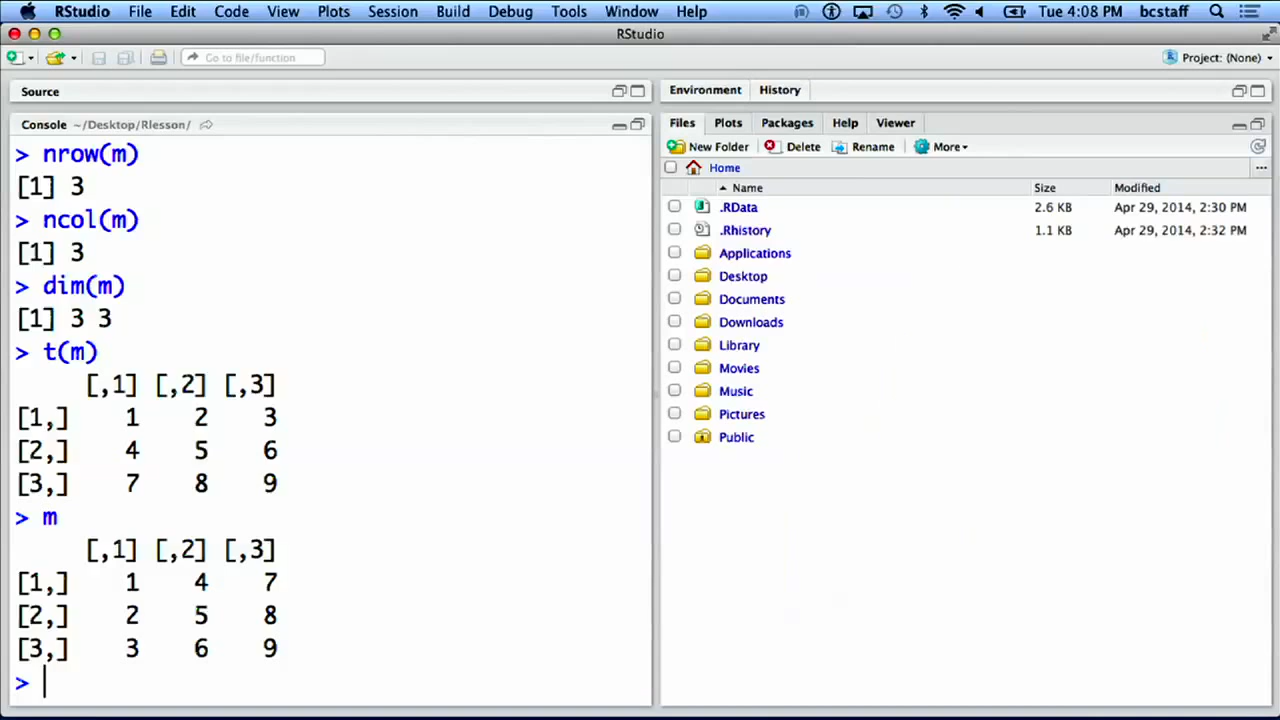 RStudio File Edit Code View Plots Session Build Debug Tools Window Help Tue 4:08 PM bcstaff
RStudio
Go to file/function Project: (None)
Source
Console ~/Desktop/Rlesson/
> nrow(m)
[1] 3
> ncol(m)
[1] 3
> dim(m)
[1] 3 3
> t(m)
[,1] [,2] [,3]
[1,] 1 2 3
[2,] 4 5 6
[3,] 7 8 9
> m
[,1] [,2] [,3]
[1,] 1 4 7
[2,] 2 5 8
[3,] 3 6 9
>
Environment History
Files Plots Packages Help Viewer
New Folder Delete Rename More
Home ...
Name Size Modified
.RData 2.6 KB Apr 29, 2014, 2:30 PM
.Rhistory 1.1 KB Apr 29, 2014, 2:32 PM
Applications
Desktop
Documents
Downloads
Library
Movies
Music
Pictures
Public